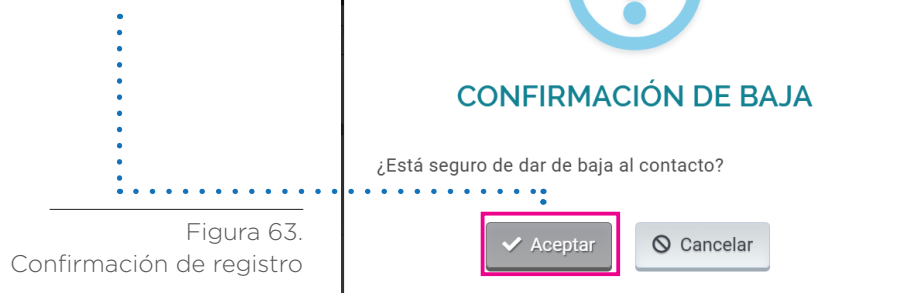 CONFIRMACIÓN DE BAJA
¿Está seguro de dar de baja al contacto?
Aceptar
Cancelar
Figura 63.
Confirmación de registro